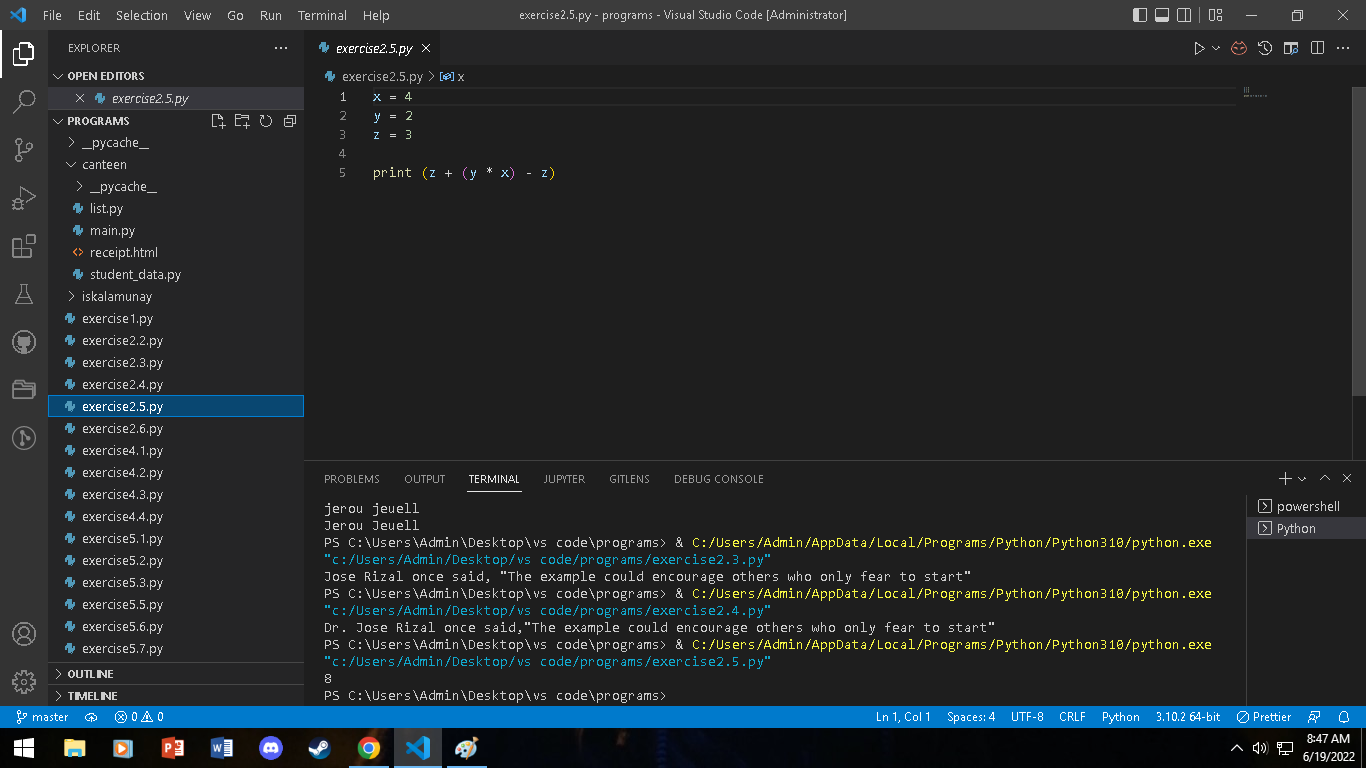 File Edit Selection View Go Run Terminal Help exercise2.5.py - programs - Visual Studio Code [Administrator]
EXPLORER
OPEN EDITORS
exercise2.5.py
PROGRAMS
__pycache__
canteen
__pycache__
list.py
main.py
receipt.html
student_data.py
iskalamunay
exercise1.py
exercise2.2.py
exercise2.3.py
exercise2.4.py
exercise2.5.py
exercise2.6.py
exercise4.1.py
exercise4.2.py
exercise4.3.py
exercise4.4.py
exercise5.1.py
exercise5.2.py
exercise5.3.py
exercise5.5.py
exercise5.6.py
exercise5.7.py
OUTLINE
TIMELINE
exercise2.5.py
exercise2.5.py > x
1 x = 4
2 y = 2
3 z = 3
4
5 print (z + (y * x) - z)
PROBLEMS OUTPUT TERMINAL JUPYTER GITLENS DEBUG CONSOLE
jerou jeuell
Jerou Jeuell
PS C:\Users\Admin\Desktop\vs code\programs> & C:/Users/Admin/AppData/Local/Programs/Python/Python310/python.exe
"c:/Users/Admin/Desktop/vs code/programs/exercise2.3.py"
Jose Rizal once said, "The example could encourage others who only fear to start"
PS C:\Users\Admin\Desktop\vs code\programs> & C:/Users/Admin/AppData/Local/Programs/Python/Python310/python.exe
"c:/Users/Admin/Desktop/vs code/programs/exercise2.4.py"
Dr. Jose Rizal once said,"The example could encourage others who only fear to start"
PS C:\Users\Admin\Desktop\vs code\programs> & C:/Users/Admin/AppData/Local/Programs/Python/Python310/python.exe
"c:/Users/Admin/Desktop/vs code/programs/exercise2.5.py"
8
PS C:\Users\Admin\Desktop\vs code\programs>
powershell
Python
master 0 0 Ln 1, Col 1 Spaces: 4 UTF-8 CRLF Python 3.10.2 64-bit Prettier
8:47 AM
6/19/2022